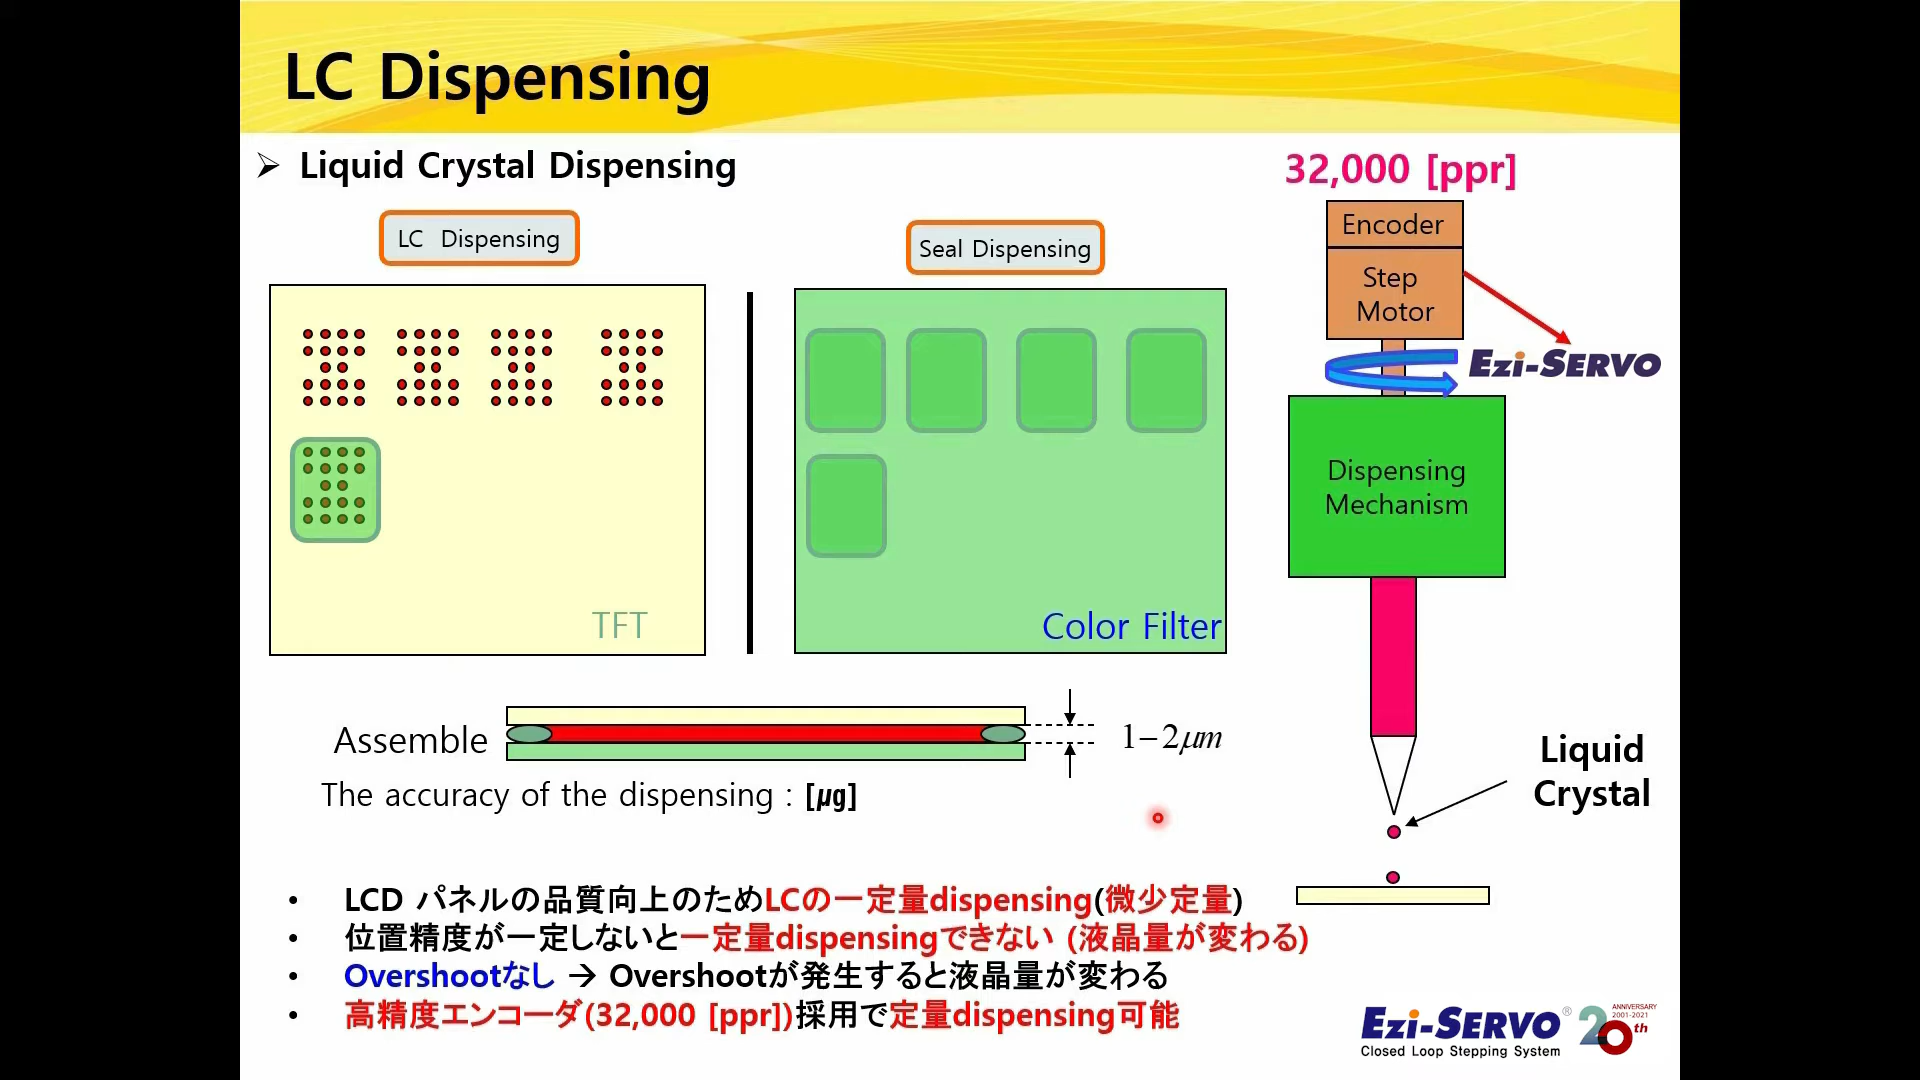 LC Dispensing
➢ Liquid Crystal Dispensing
32,000 [ppr]
LC Dispensing
Seal Dispensing
Encoder
Step
Motor
Ezi-SERVO
Dispensing
Mechanism
TFT
Color Filter
Assemble
1−2μm
The accuracy of the dispensing : [μg]
Liquid
Crystal
• LCD パネルの品質向上のためLCの一定量dispensing(微少定量)
• 位置精度が一定しないと一定量dispensingできない (液晶量が変わる)
• Overshootなし → Overshootが発生すると液晶量が変わる
• 高精度エンコーダ(32,000 [ppr])採用で定量dispensing可能
Ezi-SERVO®
Closed Loop Stepping System
20th
ANNIVERSARY
2001-2021